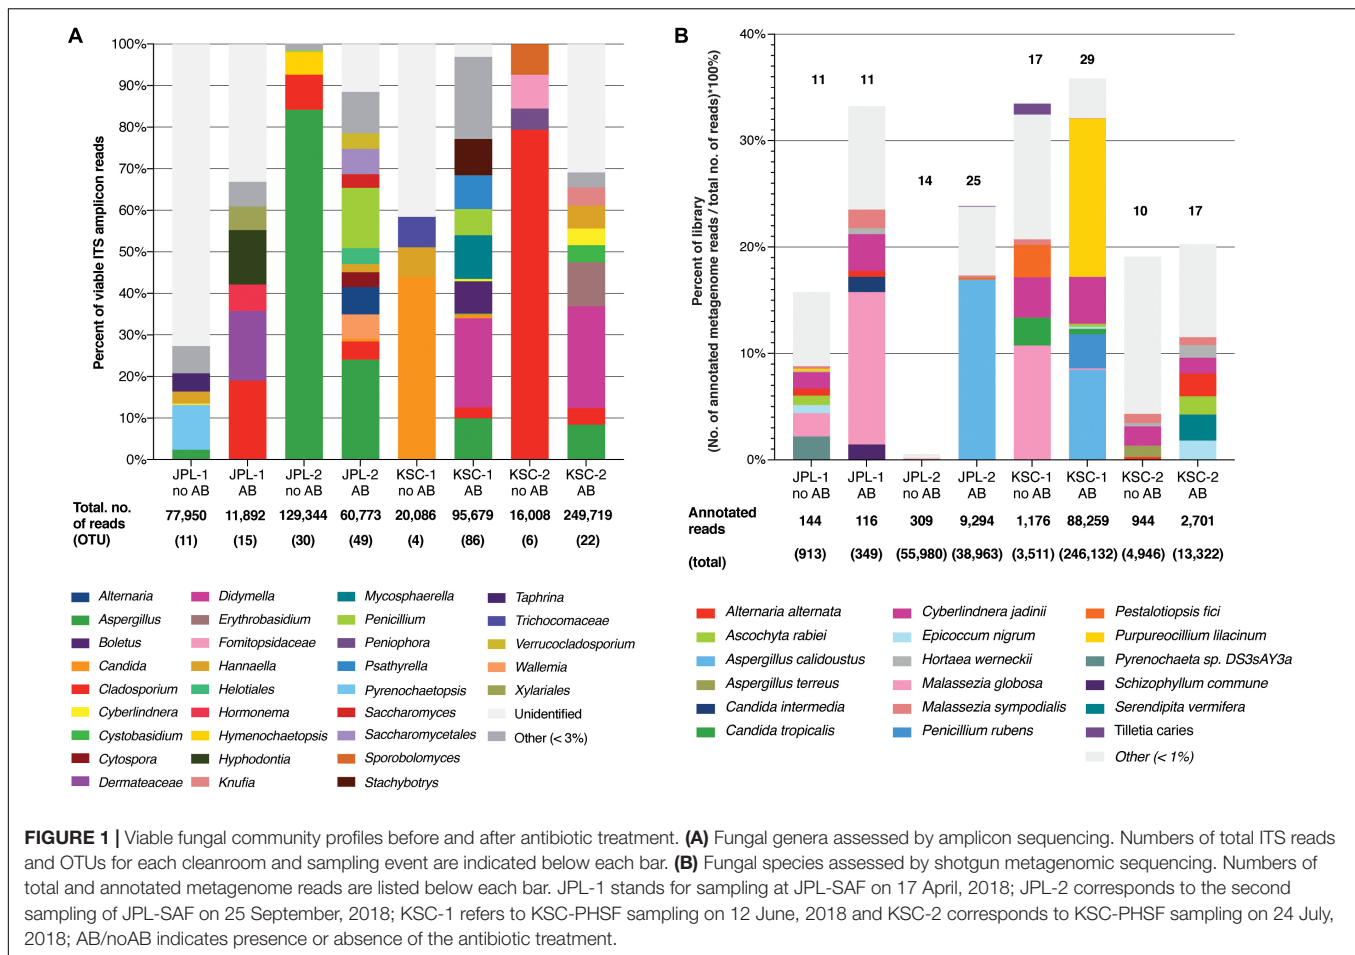 A
Percent of viable ITS amplicon reads
100%
90%
80%
70%
60%
50%
40%
30%
20%
10%
0%
JPL-1 no AB
JPL-1 AB
JPL-2 no AB
JPL-2 AB
KSC-1 no AB
KSC-1 AB
KSC-2 no AB
KSC-2 AB
Total. no. of reads (OTU)
77,950 11,892 129,344 60,773 20,086 95,679 16,008 249,719
(11) (15) (30) (49) (4) (86) (6) (22)
Alternaria
Aspergillus
Boletus
Candida
Cladosporium
Cyberlindnera
Cystobasidium
Cytospora
Dermateaceae
Didymella
Erythrobasidium
Fomitopsidaceae
Hannaella
Helotiales
Hormonema
Hymenochaetopsis
Hyphodontia
Knufia
Mycosphaerella
Penicillium
Peniophora
Psathyrella
Pyrenochaetopsis
Saccharomyces
Saccharomycetales
Sporobolomyces
Stachybotrys
Taphrina
Trichocomaceae
Verrucocladosporium
Wallemia
Xylariales
Unidentified
Other (< 3%)
B
Percent of library
(No. of annotated metagenome reads / total no. of reads)*100%)
40%
30%
20%
10%
0%
11 11 14 25 17 29 10 17
JPL-1 no AB
JPL-1 AB
JPL-2 no AB
JPL-2 AB
KSC-1 no AB
KSC-1 AB
KSC-2 no AB
KSC-2 AB
Annotated reads
144 116 309 9,294 1,176 88,259 944 2,701
(total)
(913) (349) (55,980) (38,963) (3,511) (246,132) (4,946) (13,322)
Alternaria alternata
Ascochyta rabiei
Aspergillus calidoustus
Aspergillus terreus
Candida intermedia
Candida tropicalis
Cyberlindnera jadinii
Epicoccum nigrum
Hortaea werneckii
Malassezia globosa
Malassezia sympodialis
Penicillium rubens
Pestalotiopsis fici
Purpureocillium lilacinum
Pyrenochaeta sp. DS3sAY3a
Schizophyllum commune
Serendipita vermifera
Tilletia caries
Other (< 1%)
FIGURE 1 | Viable fungal community profiles before and after antibiotic treatment. (A) Fungal genera assessed by amplicon sequencing. Numbers of total ITS reads
and OTUs for each cleanroom and sampling event are indicated below each bar. (B) Fungal species assessed by shotgun metagenomic sequencing. Numbers of
total and annotated metagenome reads are listed below each bar. JPL-1 stands for sampling at JPL-SAF on 17 April, 2018; JPL-2 corresponds to the second
sampling of JPL-SAF on 25 September, 2018; KSC-1 refers to KSC-PHSF sampling on 12 June, 2018 and KSC-2 corresponds to KSC-PHSF sampling on 24 July,
2018; AB/noAB indicates presence or absence of the antibiotic treatment.